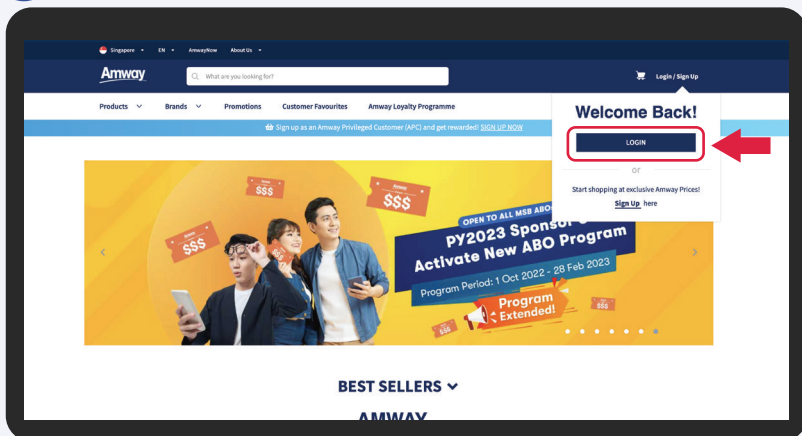 Singapore EN AmwayNow About Us
Amway What are you looking for? Login / Sign Up
Products Brands Promotions Customer Favourites Amway Loyalty Programme
Sign up as an Amway Privileged Customer (APC) and get rewarded! SIGN UP NOW
Welcome Back!
LOGIN
or
Start shopping at exclusive Amway Prices!
Sign Up here
Amway
$$$
Amway
$$$
$$$
OPEN TO ALL MSB ABO
PY2023 Sponsor
Activate New ABO Program
Program Period: 1 Oct 2022 - 28 Feb 2023
Program
Extended!
$$$
$$$
BEST SELLERS
AMWAY